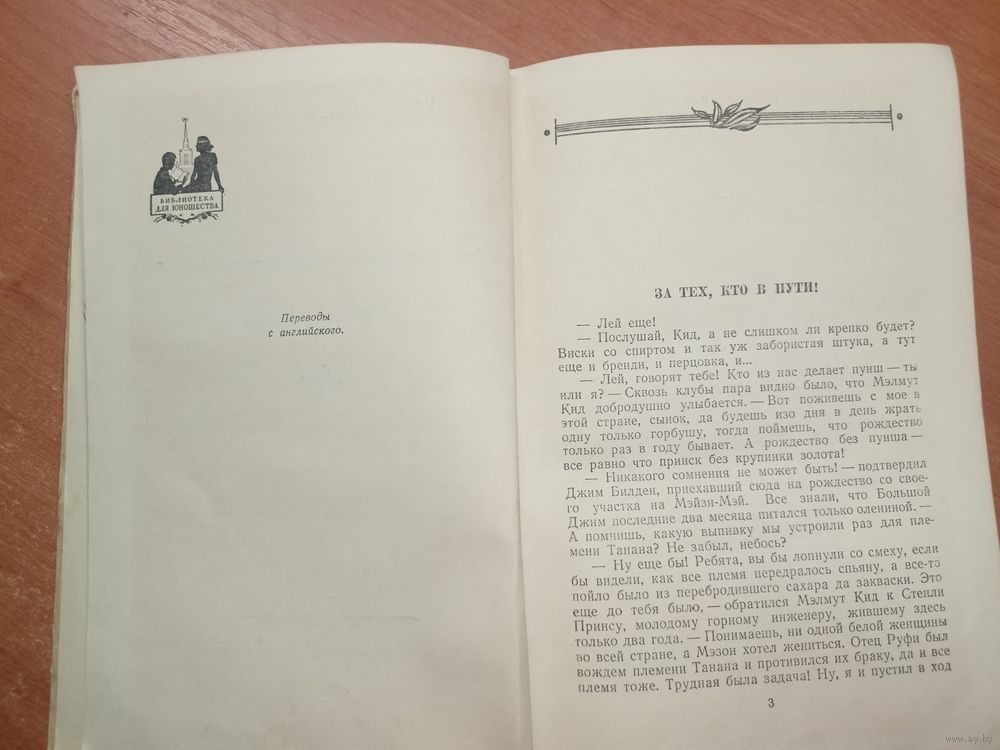 БИБЛИОТЕКА
ДЛЯ ЮНОШЕСТВА
Переводы
с английского.
ЗА ТЕХ, КТО В ПУТИ!
— Лей еще!
— Послушай, Кид, а не слишком ли крепко будет?
Виски со спиртом и так уж забористая штука, а тут
еще и бренди, и перцовка, и...
— Лей, говорят тебе! Кто из нас делает пунш — ты
или я? — Сквозь клубы пара видно было, что Мэлмут
Кид добродушно улыбается. — Вот поживешь с мое в
этой стране, сынок, да будешь изо дня в день жрать
одну только горбушу, тогда поймешь, что рождество
только раз в году бывает. А рождество без пунша —
все равно что прииск без крупинки золота!
— Никакого сомнения не может быть! — подтвердил
Джим Билден, приехавший сюда на рождество со свое-
го участка на Мэйзи-Мэй. Все знали, что Большой
Джим последние два месяца питался только олениной. —
А помнишь, какую выпивку мы устроили раз для пле-
мени Танана? Не забыл, небось?
— Ну еще бы! Ребята, вы бы лопнули со смеху, если
бы видели, как все племя передралось спьяну, а все-то
пойло было из перебродившего сахара да закваски. Это
еще до тебя было, — обратился Мэлмут Кид к Стенли
Принсу, молодому горному инженеру, жившему здесь
только два года. — Понимаешь, ни одной белой женщины
во всей стране, а Мэзон хотел жениться. Отец Руфи был
вождем племени Танана и противился их браку, да и все
племя тоже. Трудная была задача! Ну, я и пустил в ход
3
www.ay.by